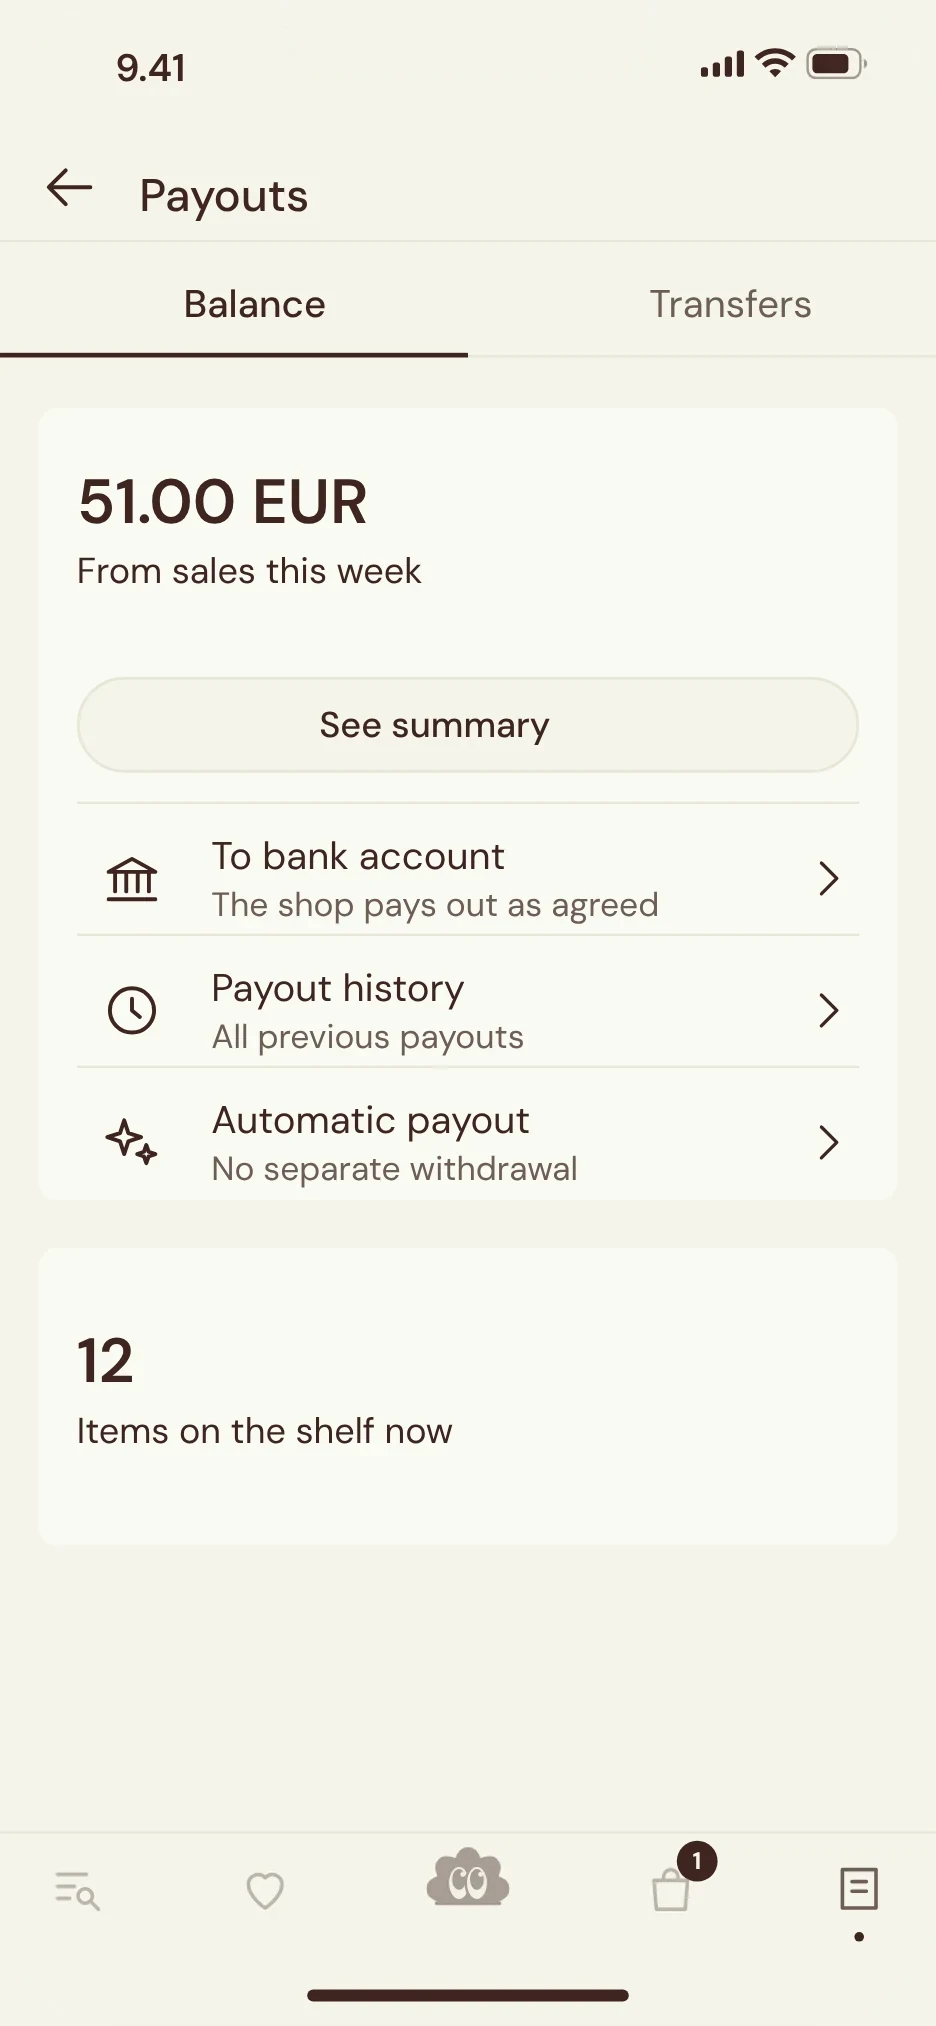 9.41
Payouts
Balance
Transfers
51.00 EUR
From sales this week
See summary
To bank account
The shop pays out as agreed
Payout history
All previous payouts
Automatic payout
No separate withdrawal
12
Items on the shelf now
1